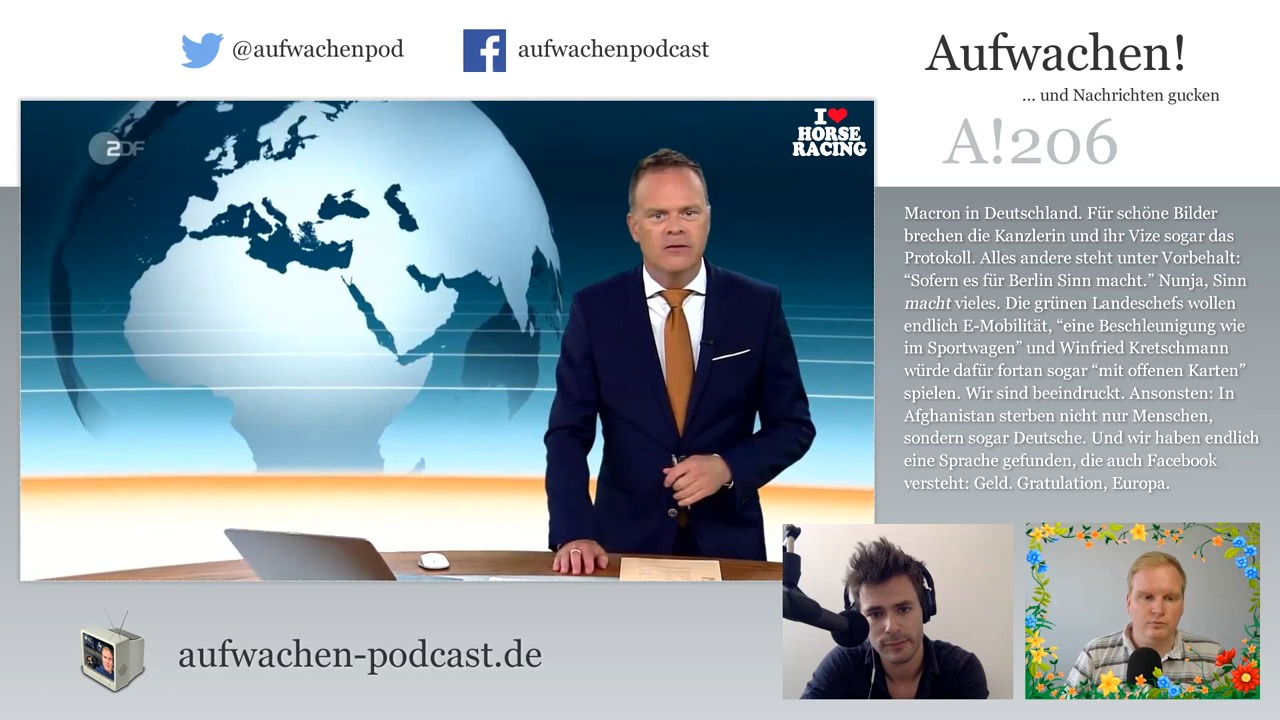 @aufwachenpod
aufwachenpodcast
Aufwachen!
... und Nachrichten gucken
A!206
ZDF
I
HORSE
RACING
Macron in Deutschland. Für schöne Bilder
brechen die Kanzlerin und ihr Vize sogar das
Protokoll. Alles andere steht unter Vorbehalt:
“Sofern es für Berlin Sinn macht.” Nunja, Sinn
macht vieles. Die grünen Landeschefs wollen
endlich E-Mobilität, “eine Beschleunigung wie
im Sportwagen” und Winfried Kretschmann
würde dafür fortan sogar “mit offenen Karten”
spielen. Wir sind beeindruckt. Ansonsten: In
Afghanistan sterben nicht nur Menschen,
sondern sogar Deutsche. Und wir haben endlich
eine Sprache gefunden, die auch Facebook
versteht: Geld. Gratulation, Europa.
aufwachen-podcast.de